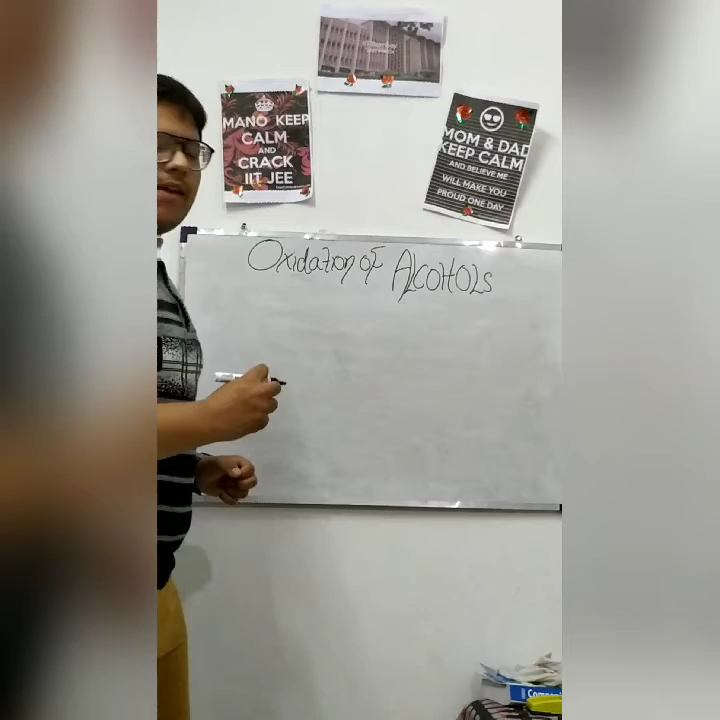 MANO KEEP
CALM
AND
CRACK
IIT JEE
MOM & DAD
KEEP CALM
AND BELIEVE ME
WILL MAKE YOU
PROUD ONE DAY
Oxidation of ALCOHOLS